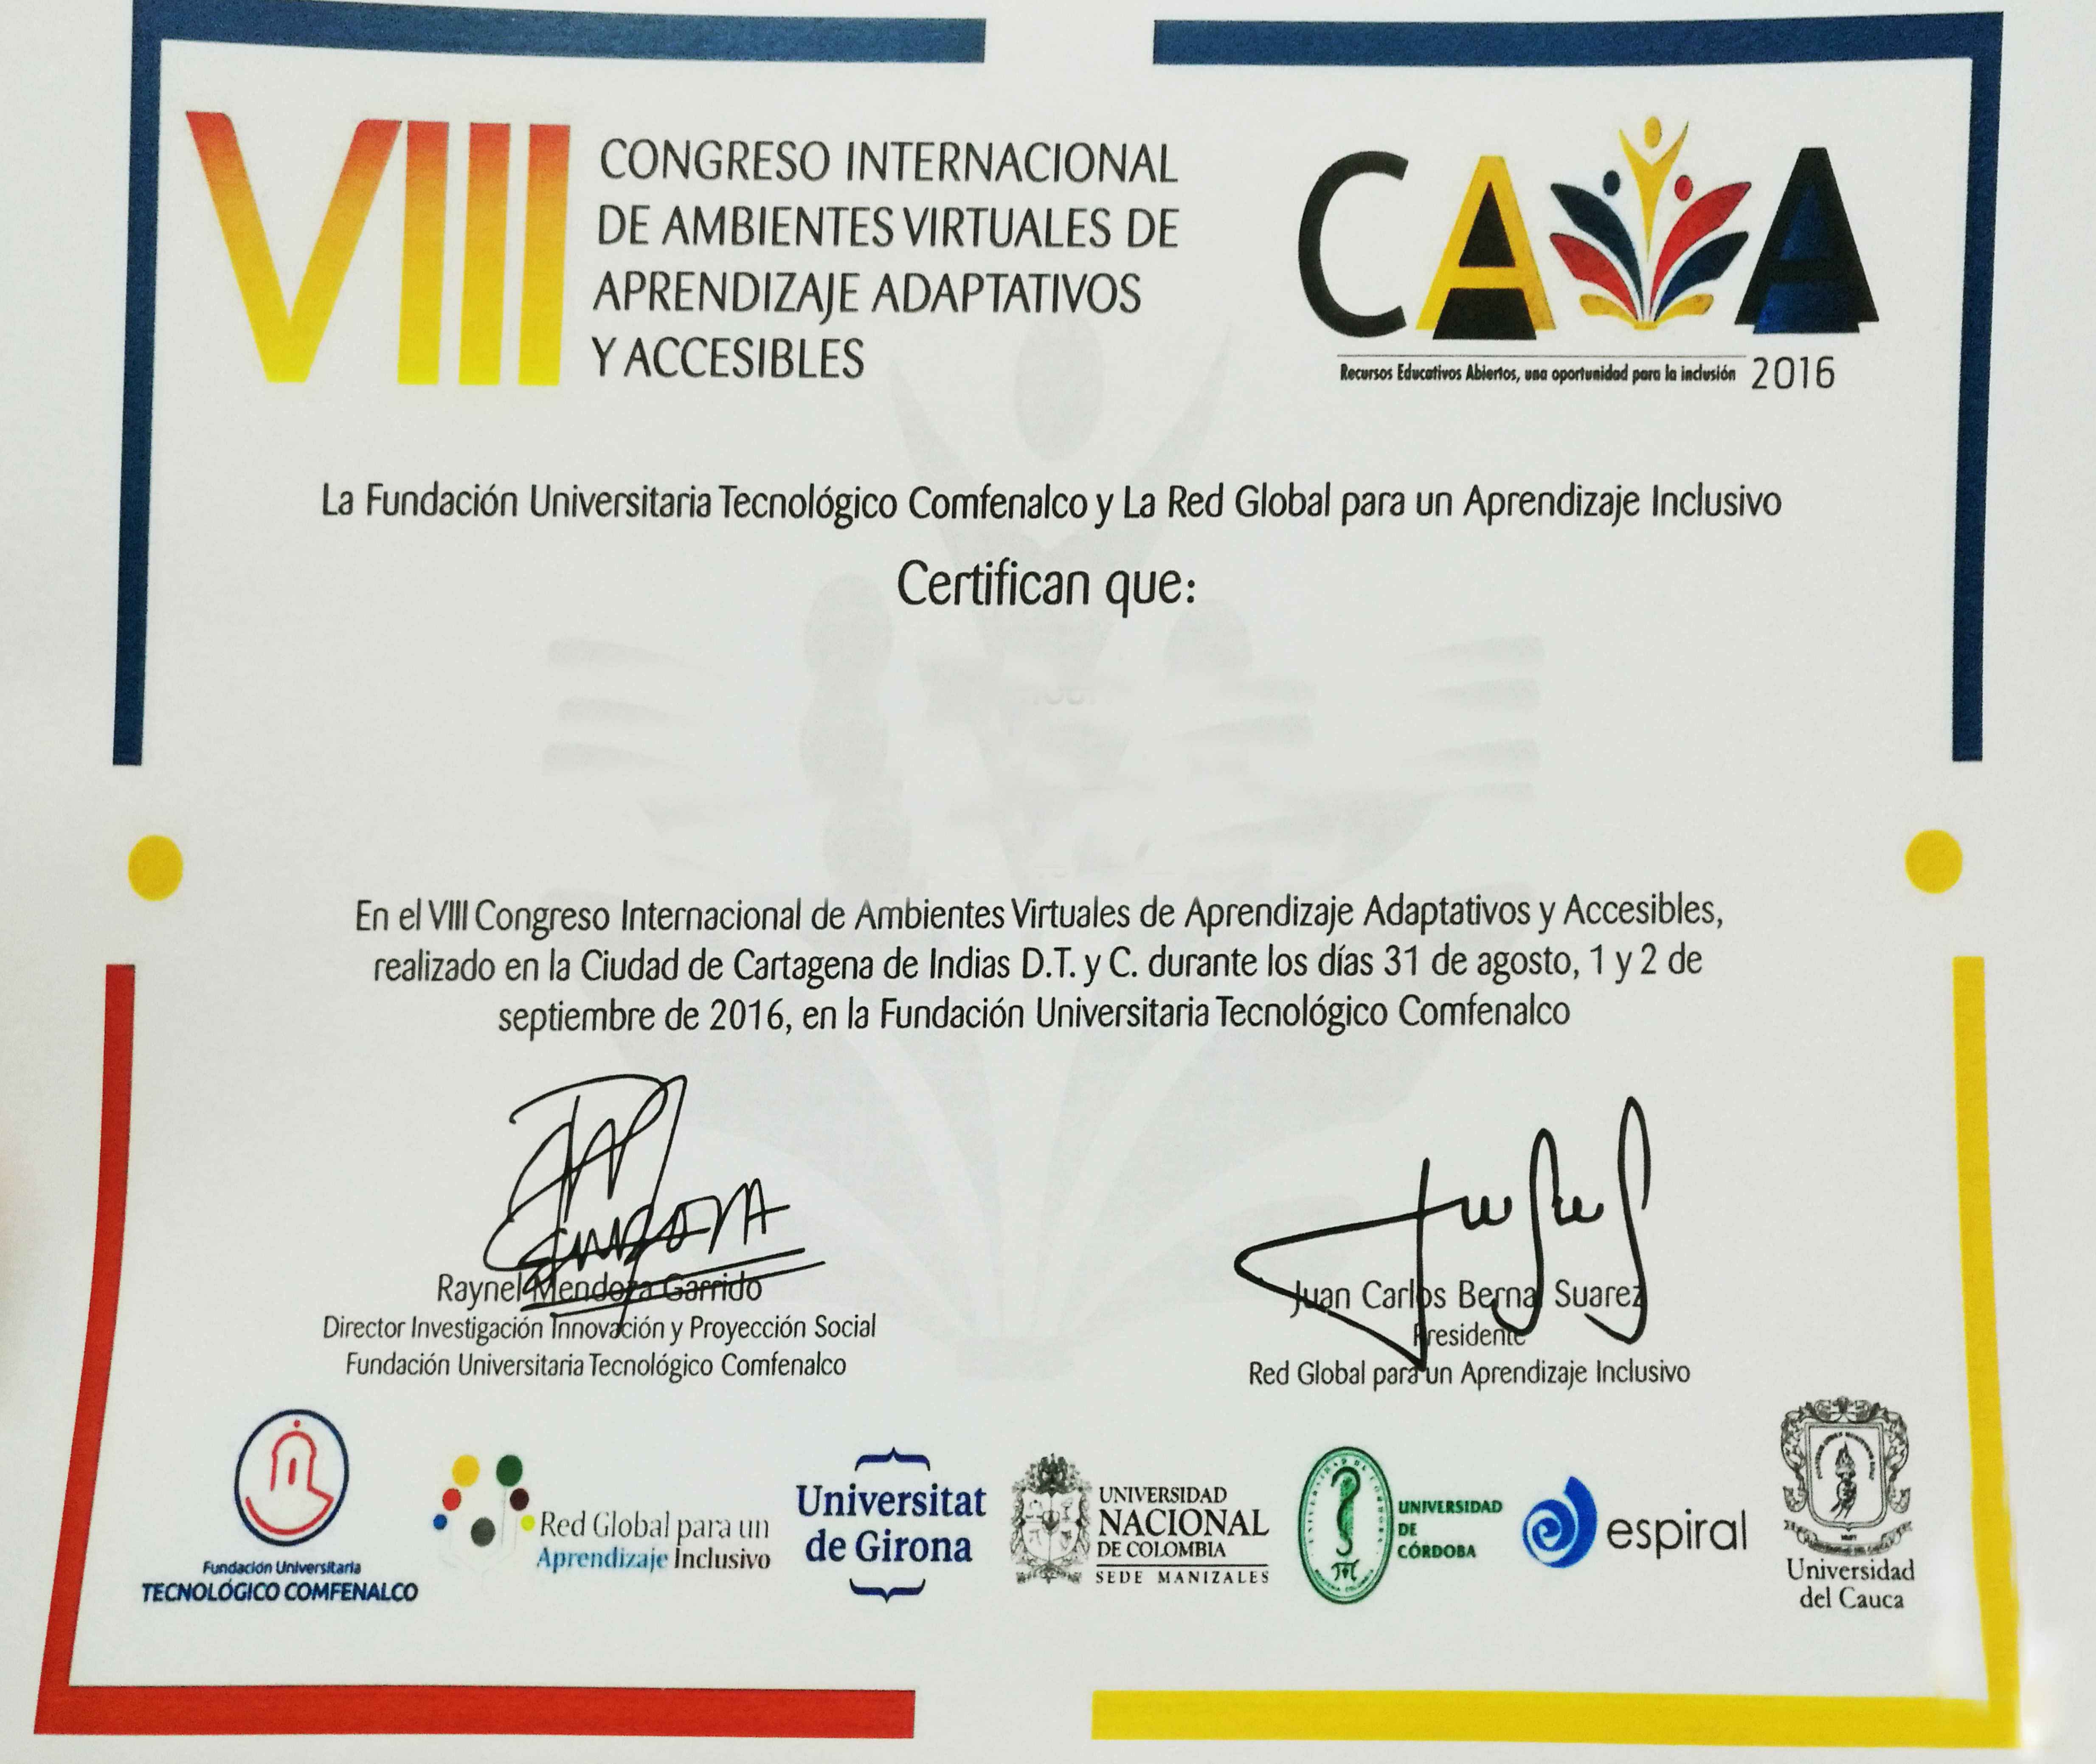 VIII
CONGRESO INTERNACIONAL
DE AMBIENTES VIRTUALES DE
APRENDIZAJE ADAPTATIVOS
Y ACCESIBLES
CAVA
Recursos Educativos Abiertos, una oportunidad para la inclusión 2016
La Fundación Universitaria Tecnológico Comfenalco y La Red Global para un Aprendizaje Inclusivo
Certifican que:
En el VIII Congreso Internacional de Ambientes Virtuales de Aprendizaje Adaptativos y Accesibles,
realizado en la Ciudad de Cartagena de Indias D.T. y C. durante los días 31 de agosto, 1 y 2 de
septiembre de 2016, en la Fundación Universitaria Tecnológico Comfenalco
Raynel Mendoza Garrido
Director Investigación Innovación y Proyección Social
Fundación Universitaria Tecnológico Comfenalco
Juan Carlos Bernal Suarez
Presidente
Red Global para un Aprendizaje Inclusivo
Fundación Universitaria
TECNOLÓGICO COMFENALCO
Red Global para un
Aprendizaje Inclusivo
Universitat
de Girona
UNIVERSIDAD
NACIONAL
DE COLOMBIA
SEDE MANIZALES
UNIVERSIDAD
DE
CÓRDOBA
espiral
Universidad
del Cauca